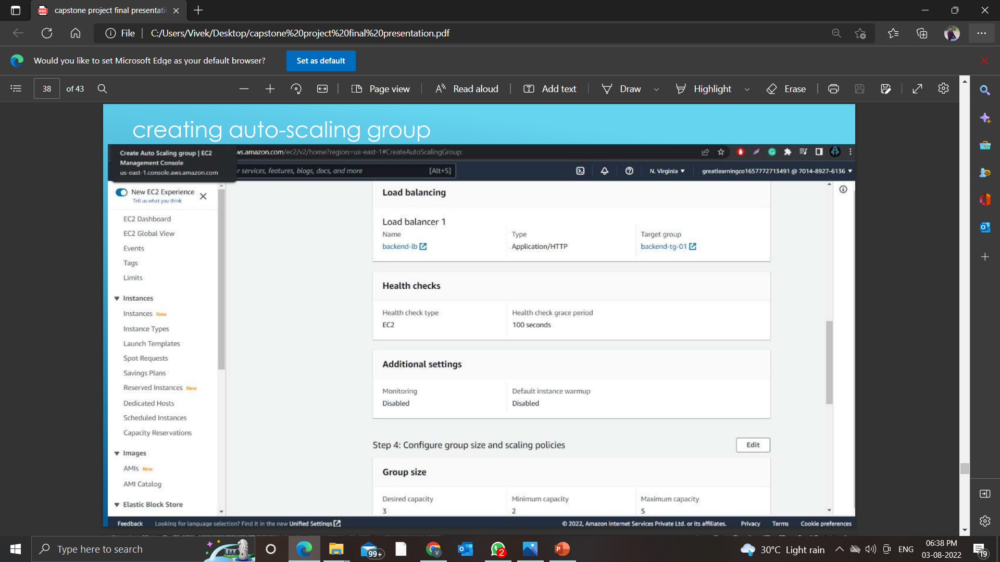 capstone project final presentati
File
C:/Users/Vivek/Desktop/capstone%20project%20final%20presentation.pdf
Would you like to set Microsoft Edge as your default browser?
Set as default
38 of 43
Page view
Read aloud
Add text
Draw
Highlight
Erase
creating auto-scaling group
Create Auto Scaling group | EC2
Management Console
us-east-1.console.aws.amazon.com
ws.amazon.com/ec2/v2/home?region=us-east-1#CreateAutoScalingGroup:
r services, features, blogs, docs, and more
[Alt+S]
N. Virginia
greatlearningco1657772713491 @ 7014-8927-6136
New EC2 Experience
Tell us what you think
EC2 Dashboard
EC2 Global View
Events
Tags
Limits
Instances
Instances New
Instance Types
Launch Templates
Spot Requests
Savings Plans
Reserved Instances New
Dedicated Hosts
Scheduled Instances
Capacity Reservations
Images
AMIs New
AMI Catalog
Elastic Block Store
Load balancing
Load balancer 1
Name Type Target group
backend-lb Application/HTTP backend-tg-01
Health checks
Health check type Health check grace period
EC2 100 seconds
Additional settings
Monitoring Default instance warmup
Disabled Disabled
Step 4: Configure group size and scaling policies
Edit
Group size
Desired capacity Minimum capacity Maximum capacity
3 2 5
Feedback Looking for language selection? Find it in the new Unified Settings
© 2022, Amazon Internet Services Private Ltd. or its affiliates. Privacy Terms Cookie preferences
Type here to search
99+
V
2
30°C Light rain
ENG
06:38 PM
03-08-2022
19